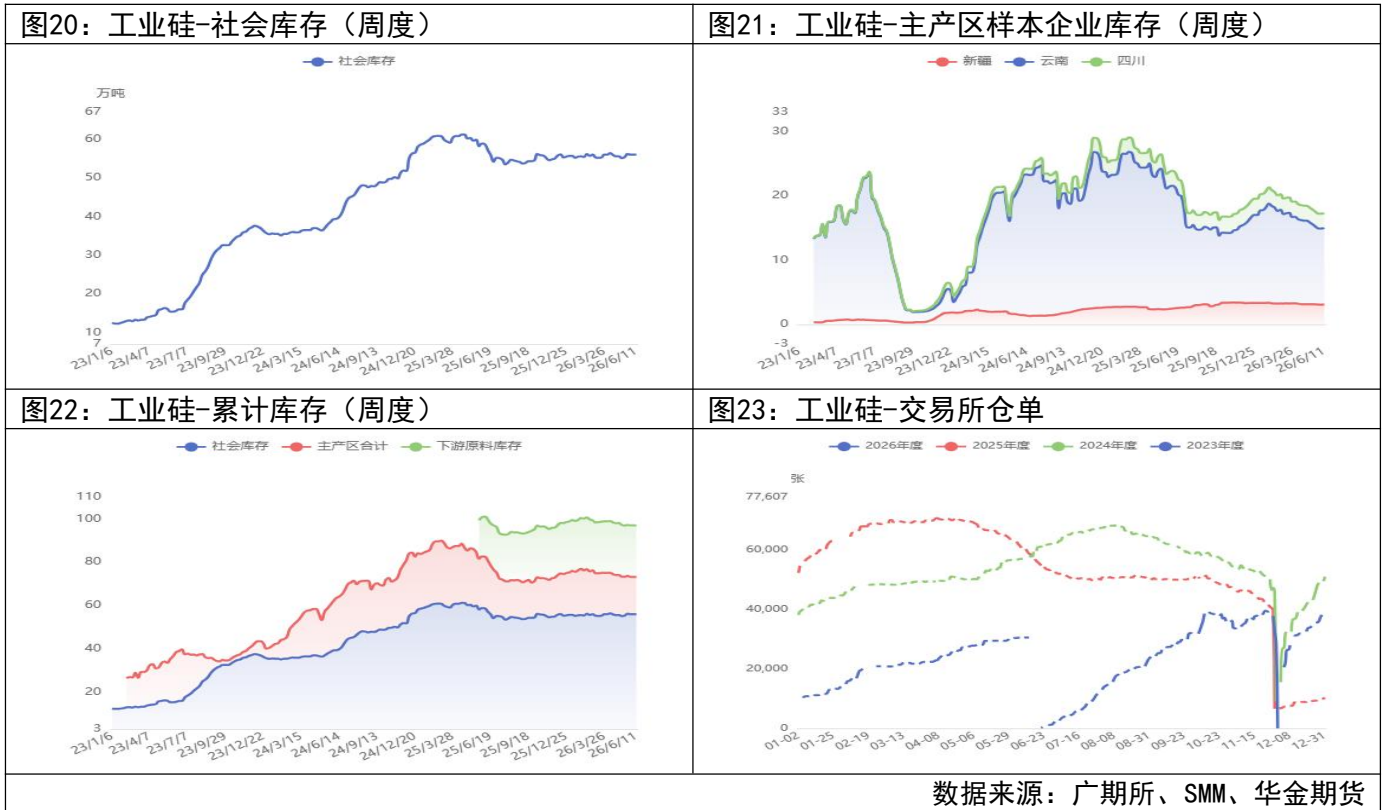 图20：工业硅-社会库存（周度）
社会库存
万吨
67
60
50
40
30
20
10
7
23/1/6 23/4/7 23/7/7 23/9/29 23/12/22 24/3/15 24/6/14 24/9/13 24/12/20 25/3/28 25/6/19 25/9/18 25/12/25 26/3/26 26/6/11
图21：工业硅-主产区样本企业库存（周度）
新疆 云南 四川
33
30
20
10
0
-3
23/1/6 23/4/7 23/7/7 23/9/29 23/12/22 24/3/15 24/6/14 24/9/13 24/12/20 25/3/28 25/6/19 25/9/18 25/12/25 26/3/26 26/6/11
图22：工业硅-累计库存（周度）
社会库存 主产区合计 下游原料库存
110
100
80
60
40
20
3
23/1/6 23/4/7 23/7/7 23/9/29 23/12/22 24/3/15 24/6/14 24/9/13 24/12/20 25/3/28 25/6/19 25/9/18 25/12/25 26/3/26 26/6/11
图23：工业硅-交易所仓单
2026年度 2025年度 2024年度 2023年度
张
77,607
60,000
40,000
20,000
0
01-02 01-25 02-19 03-13 04-08 05-06 05-29 06-23 07-16 08-08 08-31 09-23 10-23 11-15 12-08 12-31
数据来源：广期所、SMM、华金期货